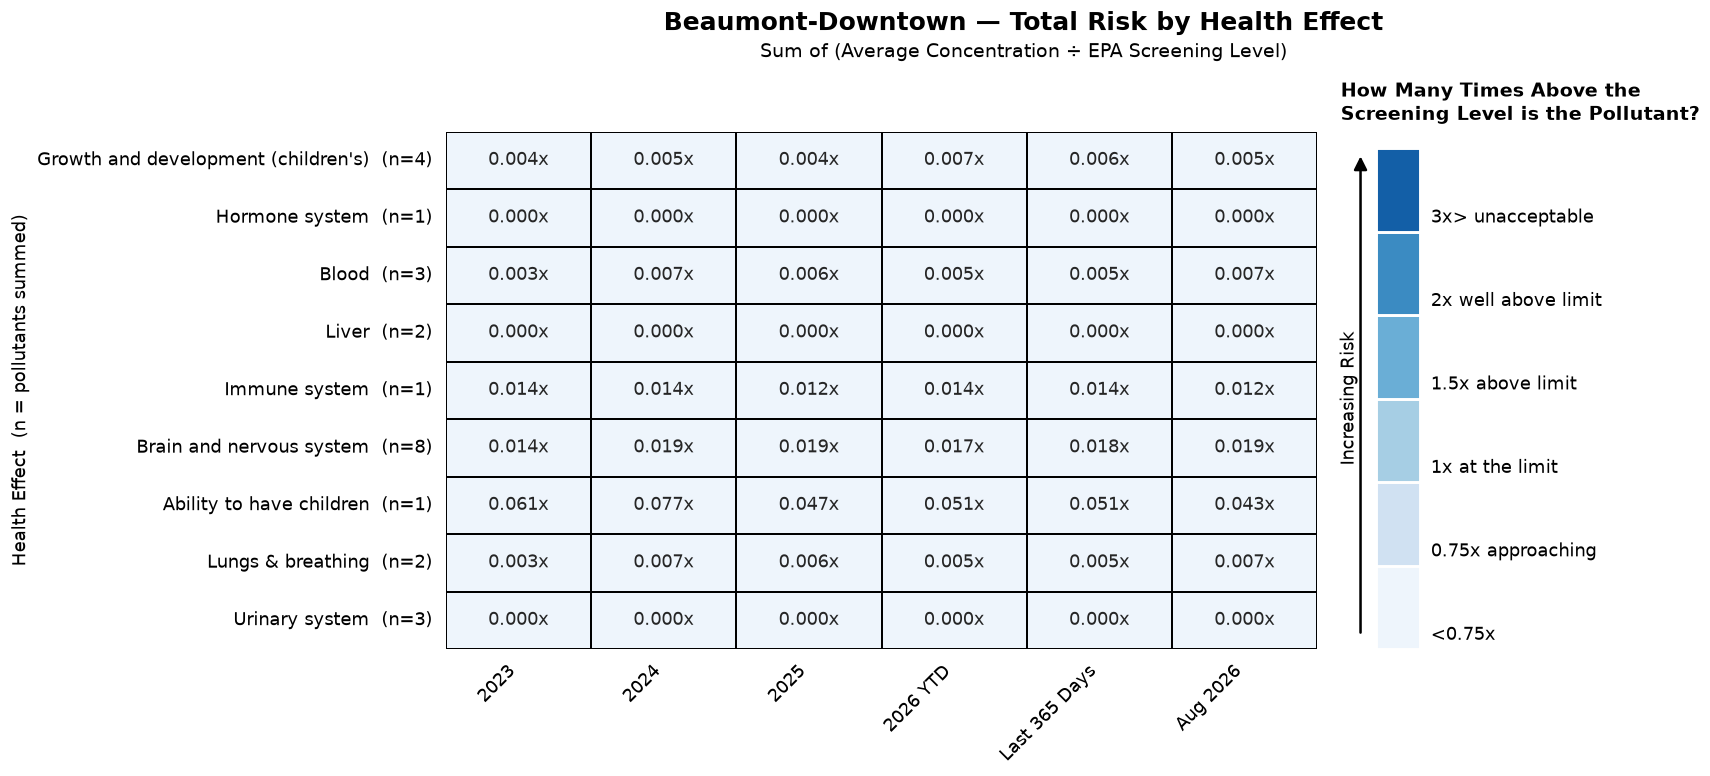 Beaumont-Downtown — Total Risk by Health Effect
Sum of (Average Concentration ÷ EPA Screening Level)
How Many Times Above the
Screening Level is the Pollutant?
Health Effect  (n = pollutants summed)
Growth and development (children's)  (n=4) 0.004x 0.005x 0.004x 0.007x 0.006x 0.005x
Hormone system  (n=1) 0.000x 0.000x 0.000x 0.000x 0.000x 0.000x
Blood  (n=3) 0.003x 0.007x 0.006x 0.005x 0.005x 0.007x
Liver  (n=2) 0.000x 0.000x 0.000x 0.000x 0.000x 0.000x
Immune system  (n=1) 0.014x 0.014x 0.012x 0.014x 0.014x 0.012x
Brain and nervous system  (n=8) 0.014x 0.019x 0.019x 0.017x 0.018x 0.019x
Ability to have children  (n=1) 0.061x 0.077x 0.047x 0.051x 0.051x 0.043x
Lungs & breathing  (n=2) 0.003x 0.007x 0.006x 0.005x 0.005x 0.007x
Urinary system  (n=3) 0.000x 0.000x 0.000x 0.000x 0.000x 0.000x
2023 2024 2025 2026 YTD Last 365 Days Aug 2026
Increasing Risk
3x> unacceptable
2x well above limit
1.5x above limit
1x at the limit
0.75x approaching
<0.75x